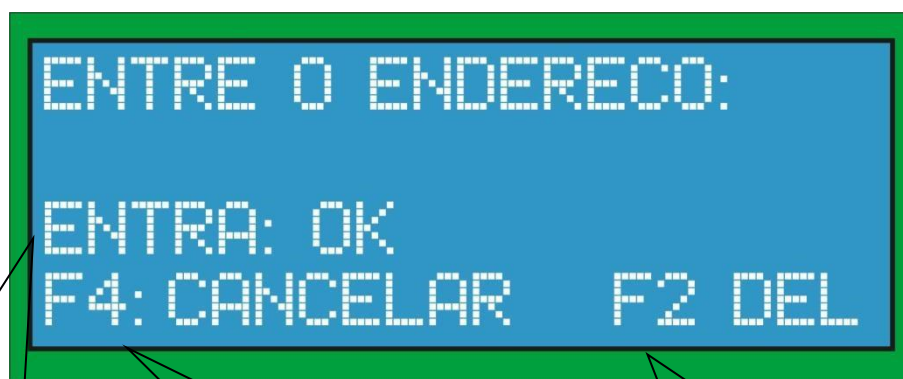 ENTRE O ENDERECO:
ENTRA: OK
F4: CANCELAR F2 DEL